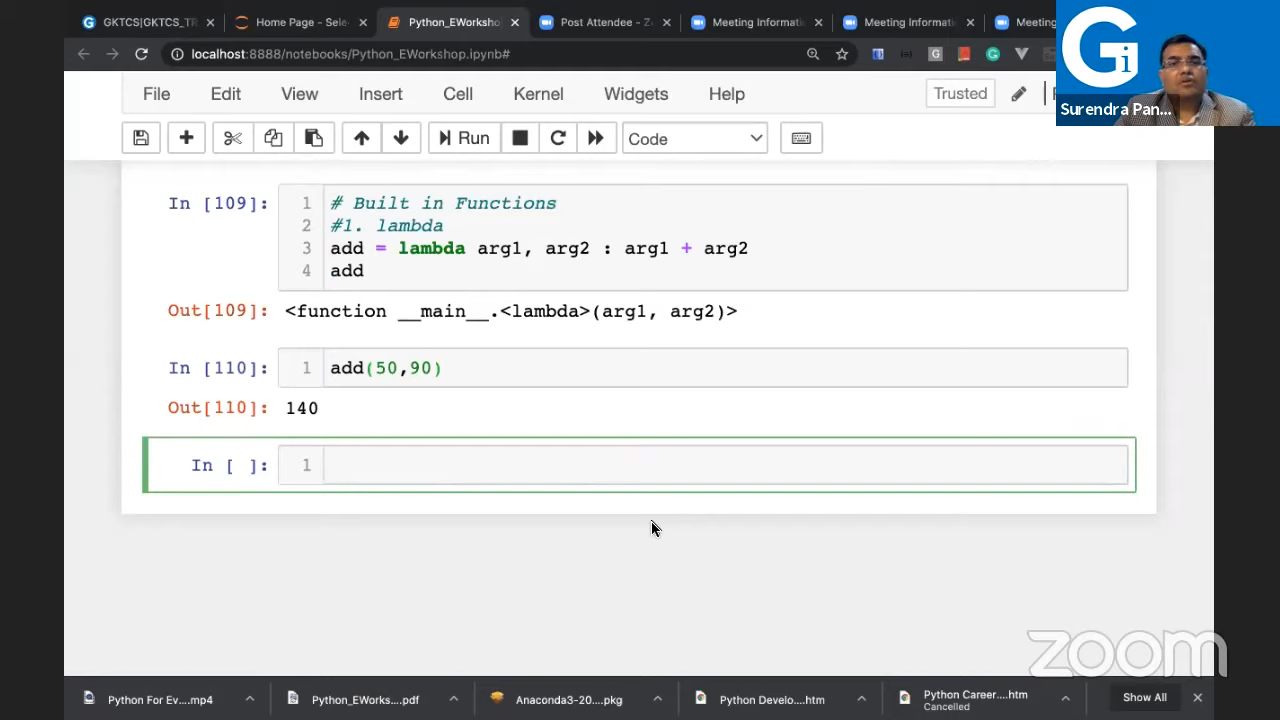 GKTCS|GKTCS_TR
Home Page - Sele
Python_EWorksho
Post Attendee - Z
Meeting Informati
Meeting Informati
Meeting
localhost:8888/notebooks/Python_EWorkshop.ipynb#
Gi
Surendra Pan...
File Edit View Insert Cell Kernel Widgets Help Trusted
Run Code
In [109]:
1 # Built in Functions
2 #1. lambda
3 add = lambda arg1, arg2 : arg1 + arg2
4 add
Out[109]: <function __main__.<lambda>(arg1, arg2)>
In [110]: 1 add(50,90)
Out[110]: 140
In [ ]: 1
zoom
Python For Ev....mp4
Python_EWorks....pdf
Anaconda3-20....pkg
Python Develo....htm
Python Career....htm
Cancelled
Show All